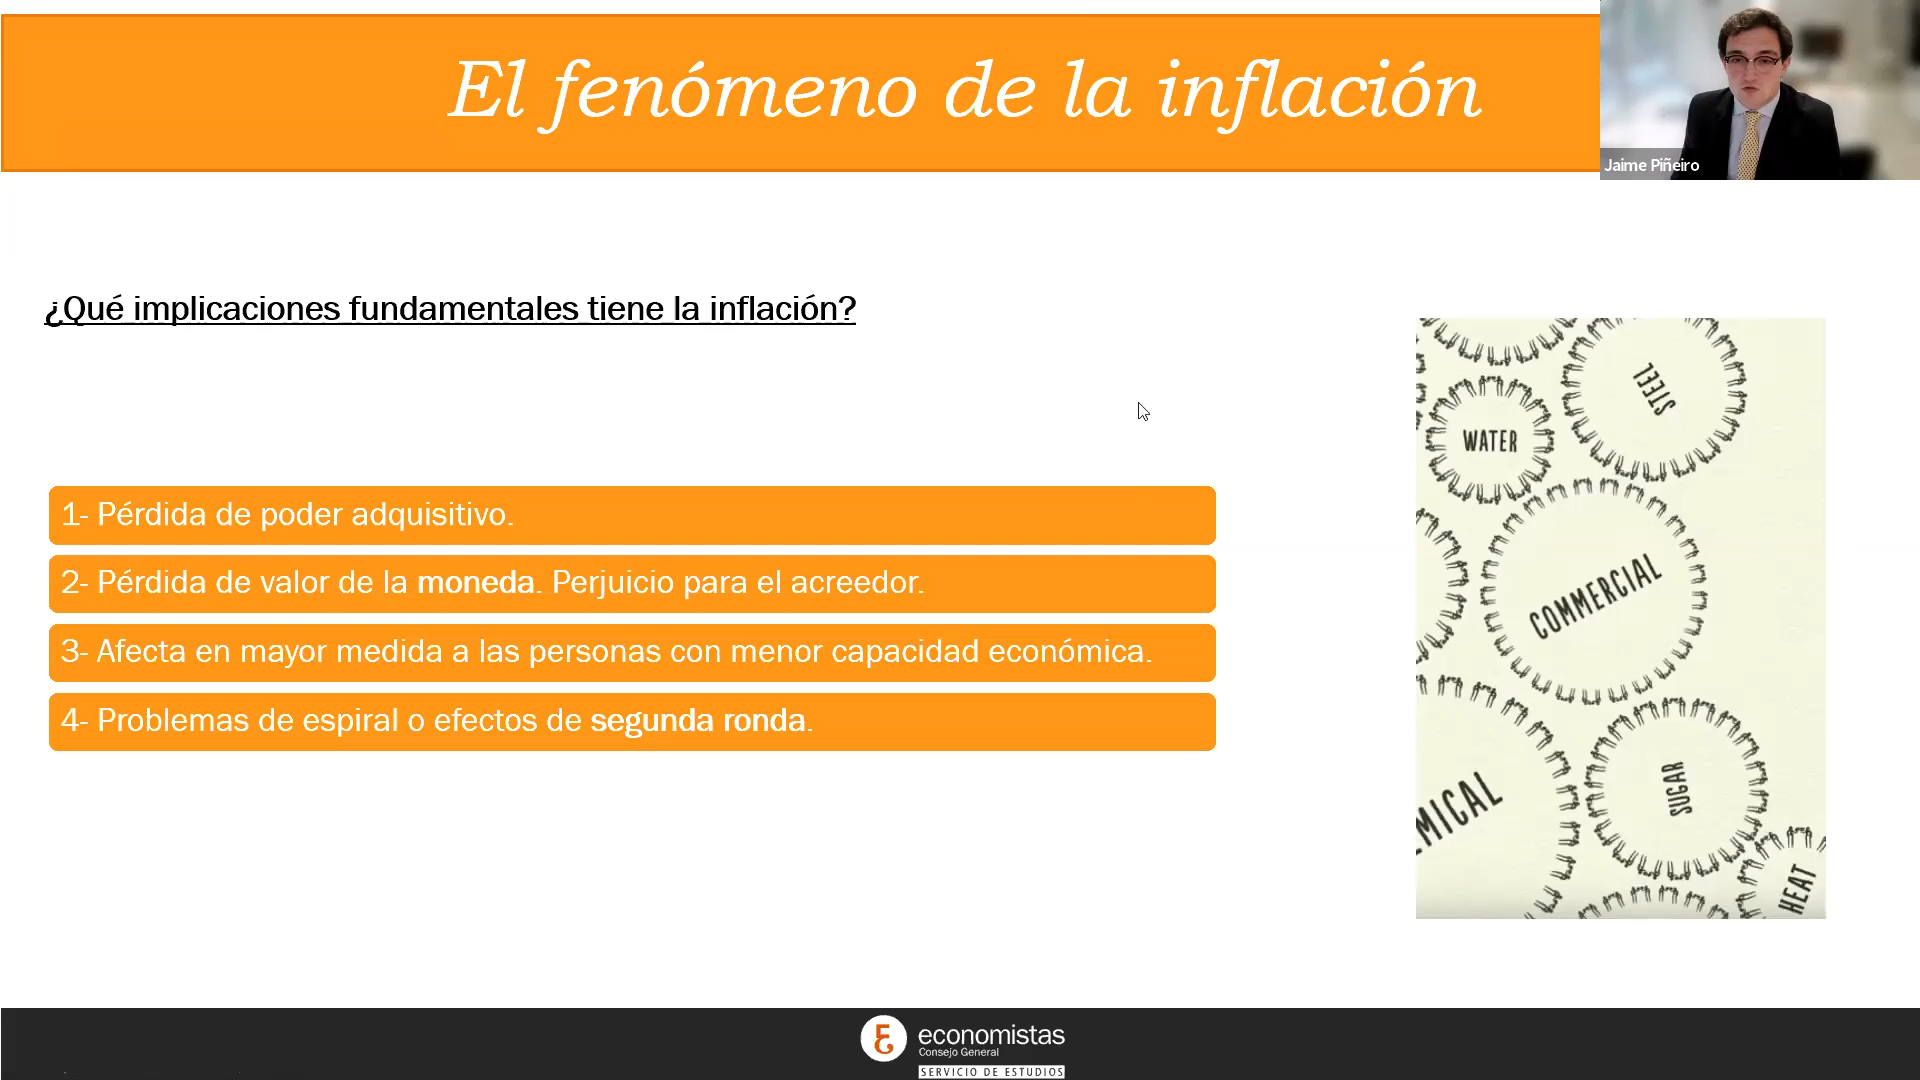 El fenómeno de la inflación
Jaime Piñeiro
¿Qué implicaciones fundamentales tiene la inflación?
1- Pérdida de poder adquisitivo.
2- Pérdida de valor de la moneda. Perjuicio para el acreedor.
3- Afecta en mayor medida a las personas con menor capacidad económica.
4- Problemas de espiral o efectos de segunda ronda.
STEEL
WATER
COMMERCIAL
SUGAR
MICAL
HEAT
economistas
Consejo General
SERVICIO DE ESTUDIOS